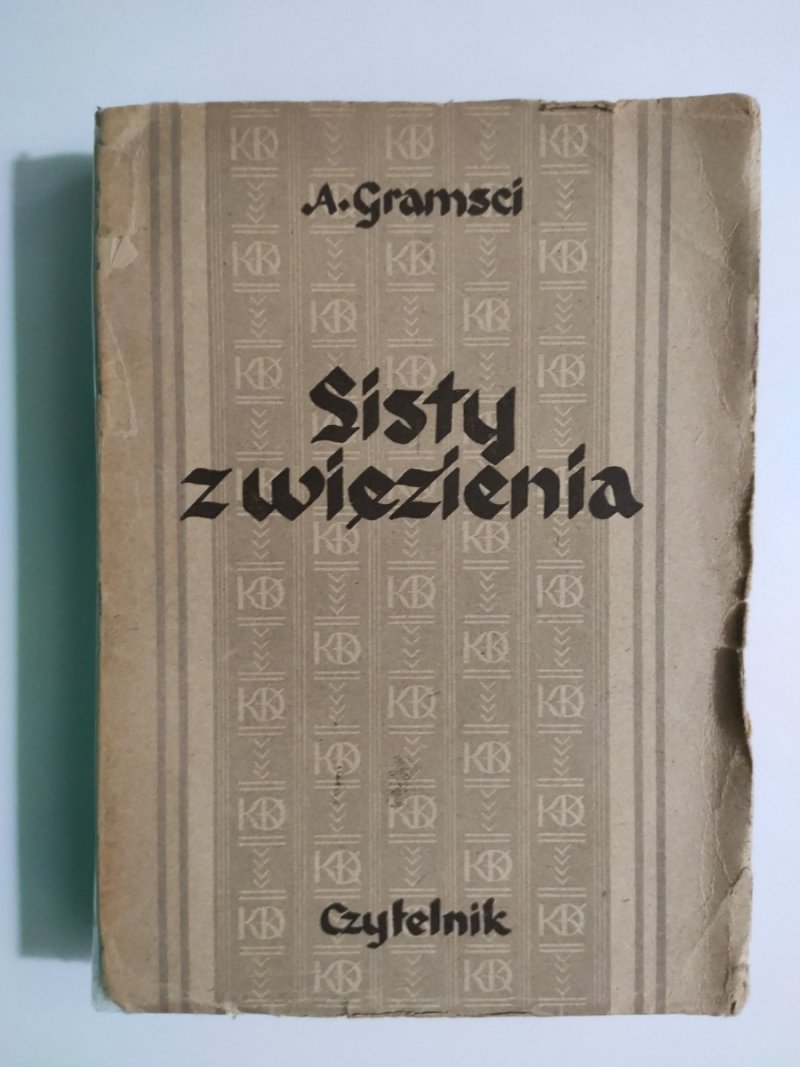 A. Gramsci
Listy
z więzienia
Czytelnik